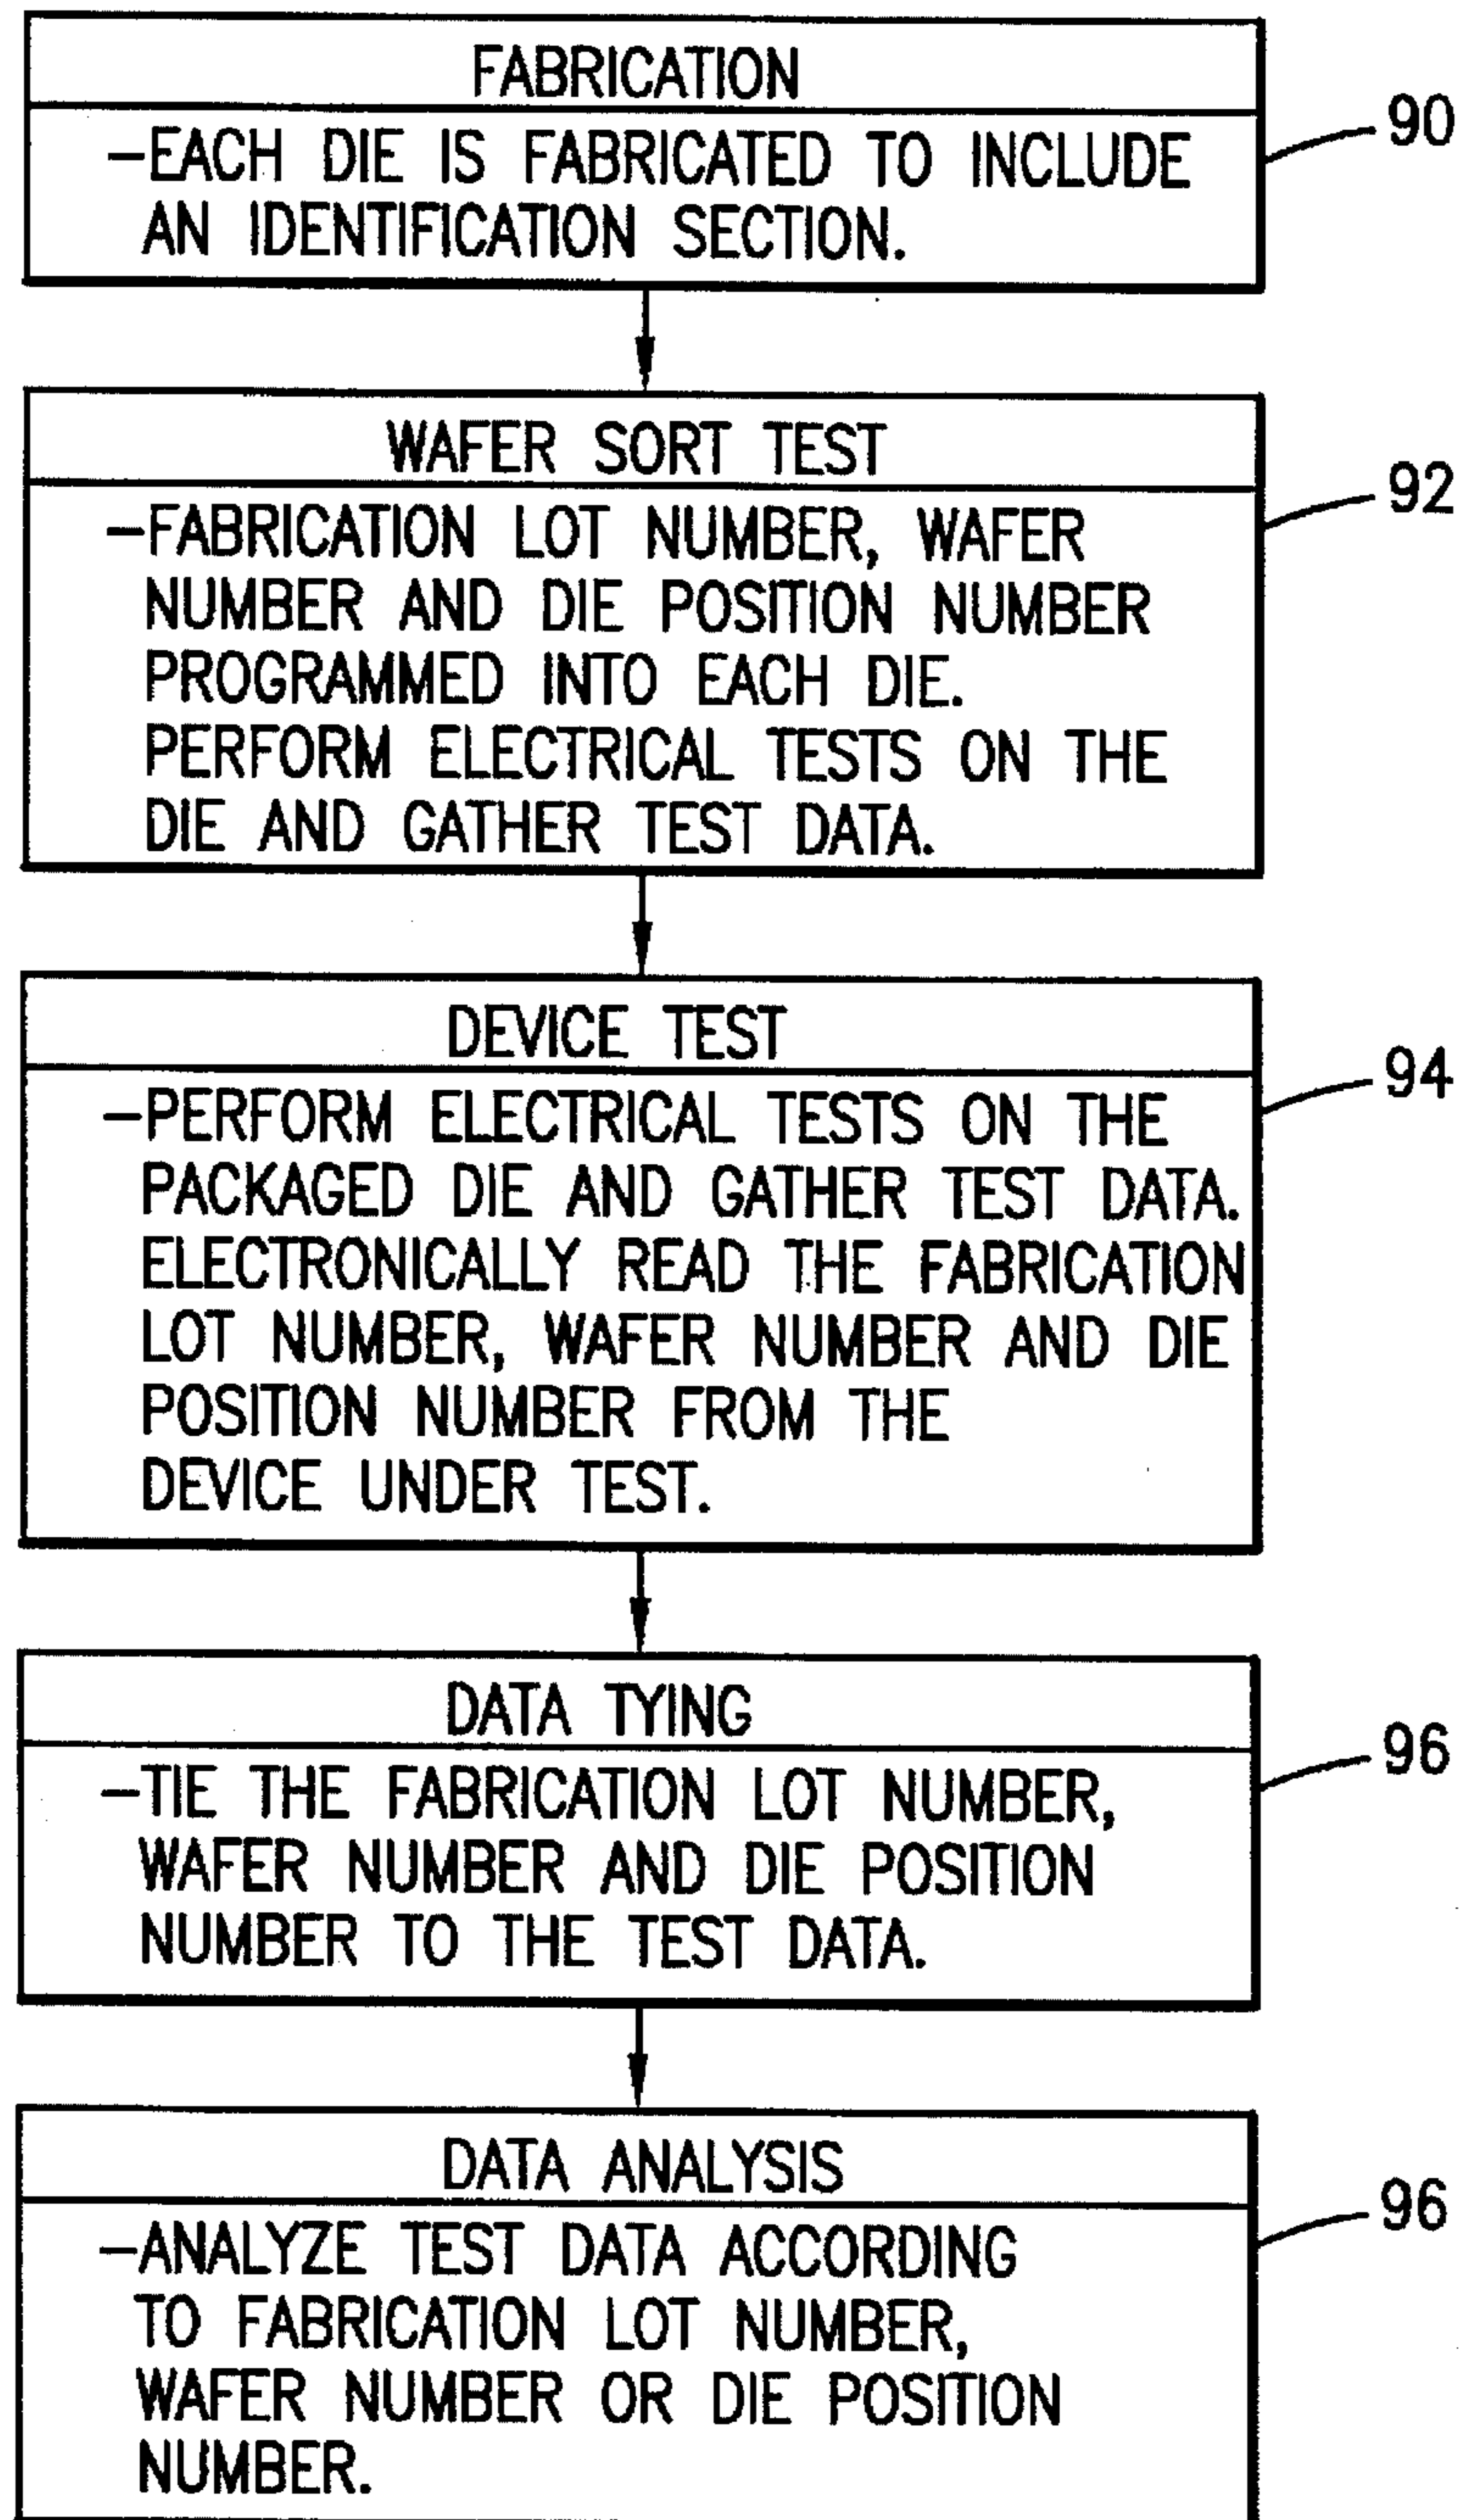 FABRICATION
–EACH DIE IS FABRICATED TO INCLUDE
90
AN IDENTIFICATION SECTION.
WAFER SORT TEST
92
–FABRICATION LOT NUMBER, WAFER
NUMBER AND DIE POSITION NUMBER
PROGRAMMED INTO EACH DIE.
PERFORM ELECTRICAL TESTS ON THE
DIE AND GATHER TEST DATA.
DEVICE TEST
94
–PERFORM ELECTRICAL TESTS ON THE
PACKAGED DIE AND GATHER TEST DATA.
ELECTRONICALLY READ THE FABRICATION
LOT NUMBER, WAFER NUMBER AND DIE
POSITION NUMBER FROM THE
DEVICE UNDER TEST.
DATA TYING
96
–TIE THE FABRICATION LOT NUMBER,
WAFER NUMBER AND DIE POSITION
NUMBER TO THE TEST DATA.
DATA ANALYSIS
96
–ANALYZE TEST DATA ACCORDING
TO FABRICATION LOT NUMBER,
WAFER NUMBER OR DIE POSITION
NUMBER.